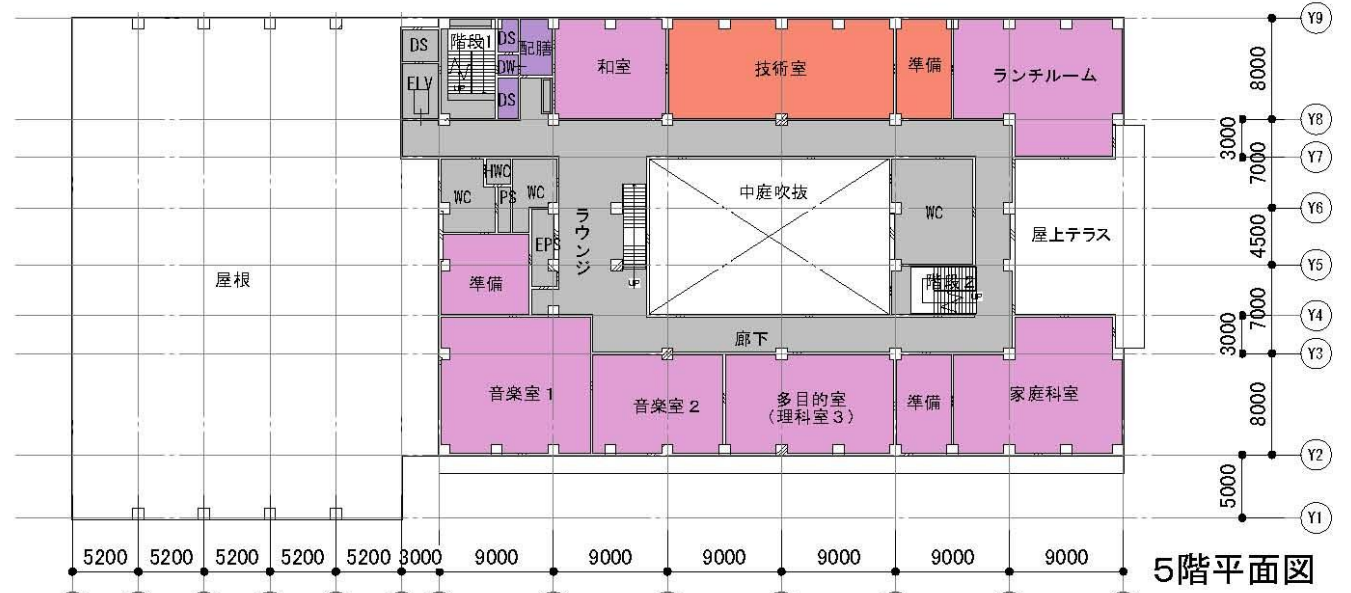 Y9
DS
階段1
DS
配膳
DW
UP
ELV
DS
和室
技術室
準備
ランチルーム
8000
Y8
3000
7000
Y7
WC
HWC
PS
WC
EPS
ラウンジ
UP
中庭吹抜
WC
屋上テラス
Y6
4500
Y5
屋根
準備
階段2
UP
Y4
廊下
3000
7000
Y3
音楽室1
音楽室2
多目的室
(理科室3)
準備
家庭科室
8000
Y2
5000
Y1
5200 5200 5200 5200 5200 3000 9000 9000 9000 9000 9000 9000
5階平面図